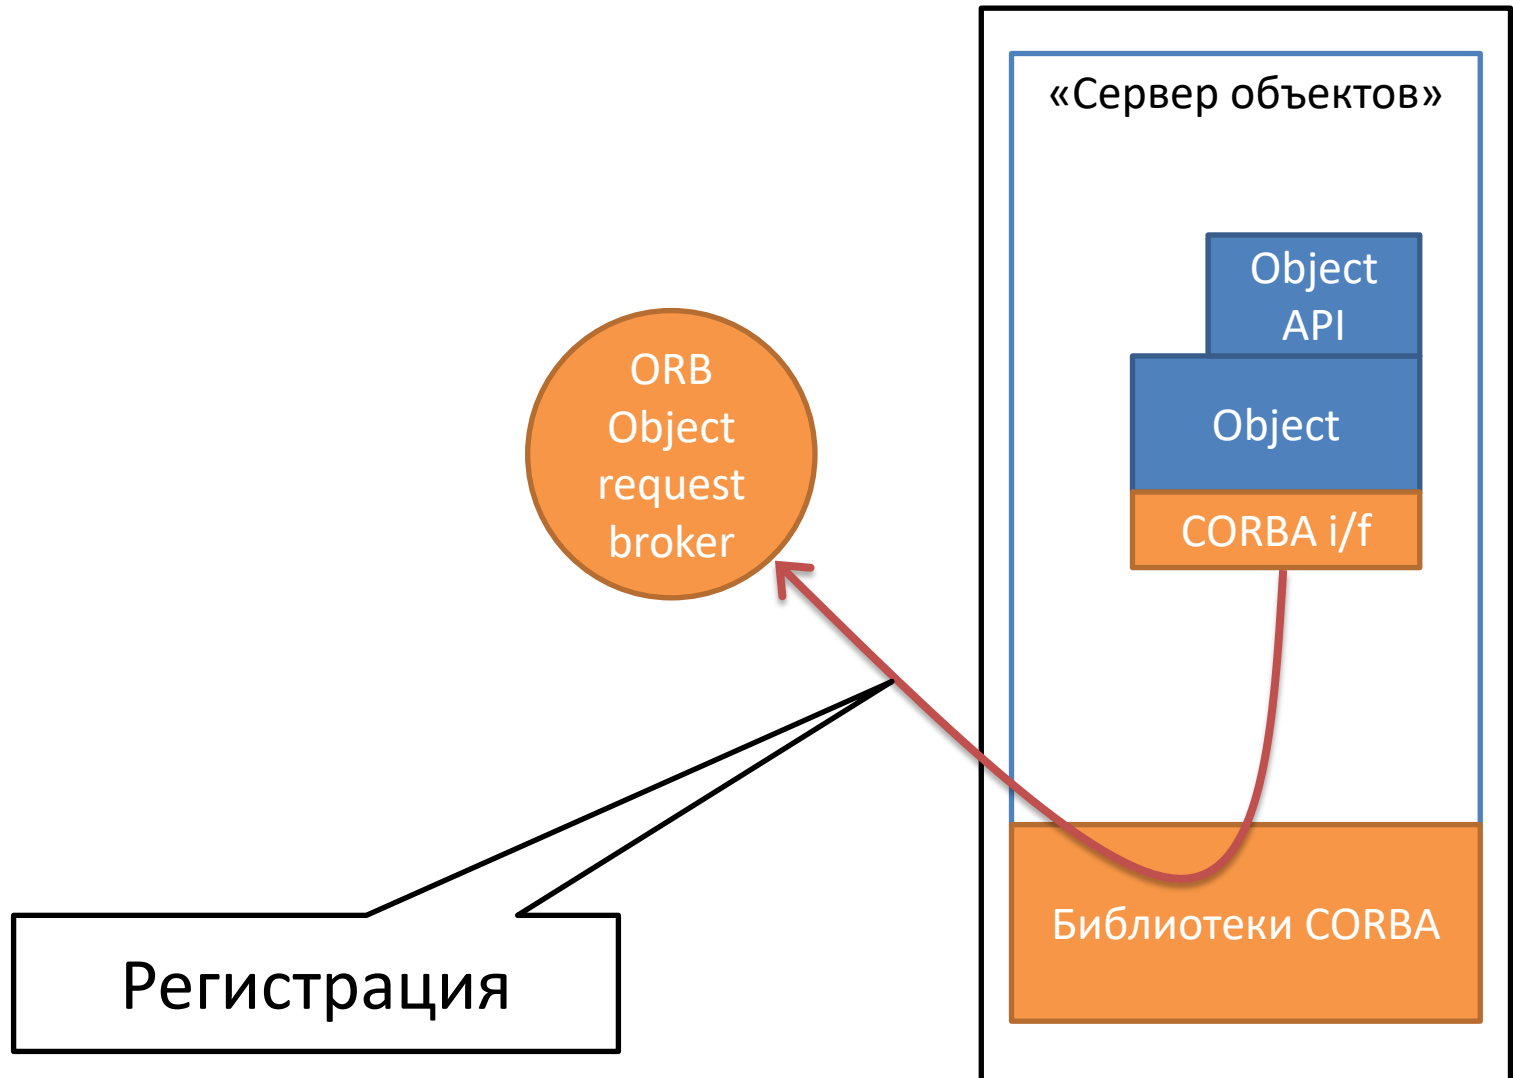 «Сервер объектов»
Object
API
Object
CORBA i/f
ORB
Object
request
broker
Библиотеки CORBA
Регистрация